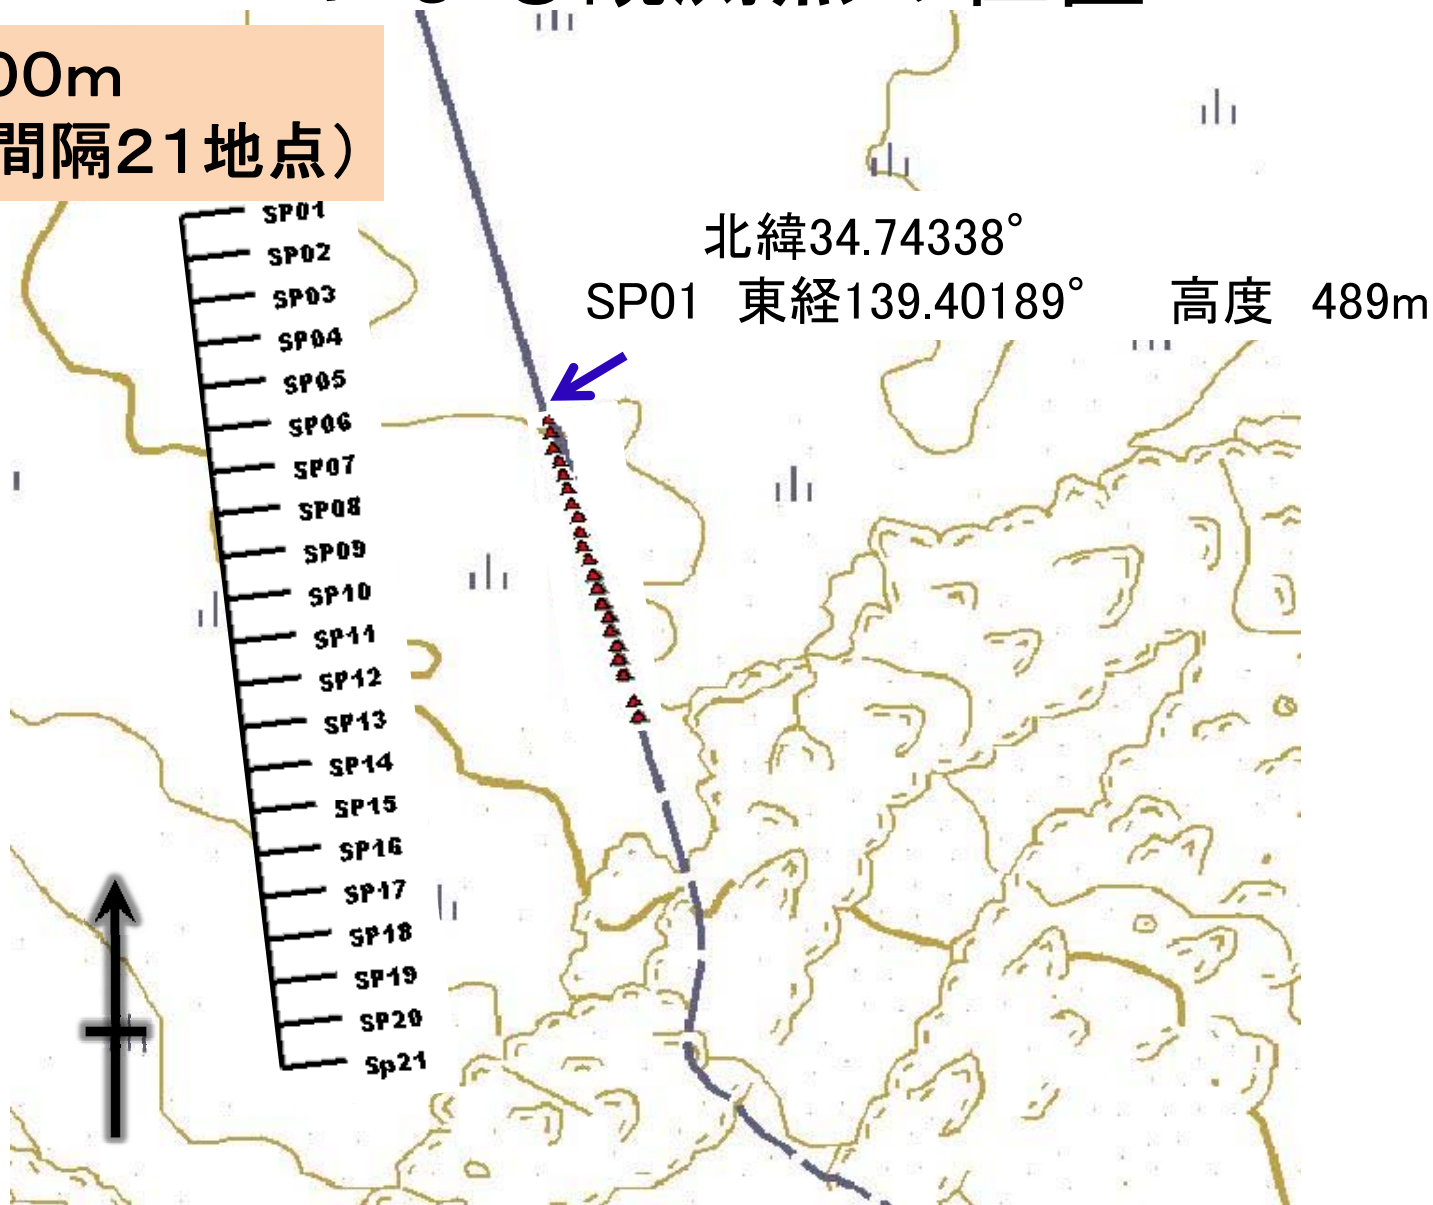 00m
間隔21地点）
北緯34.74338°
SP01　東経139.40189°　高度　489m
SP01
SP02
SP03
SP04
SP05
SP06
SP07
SP08
SP09
SP10
SP11
SP12
SP13
SP14
SP15
SP16
SP17
SP18
SP19
SP20
Sp21